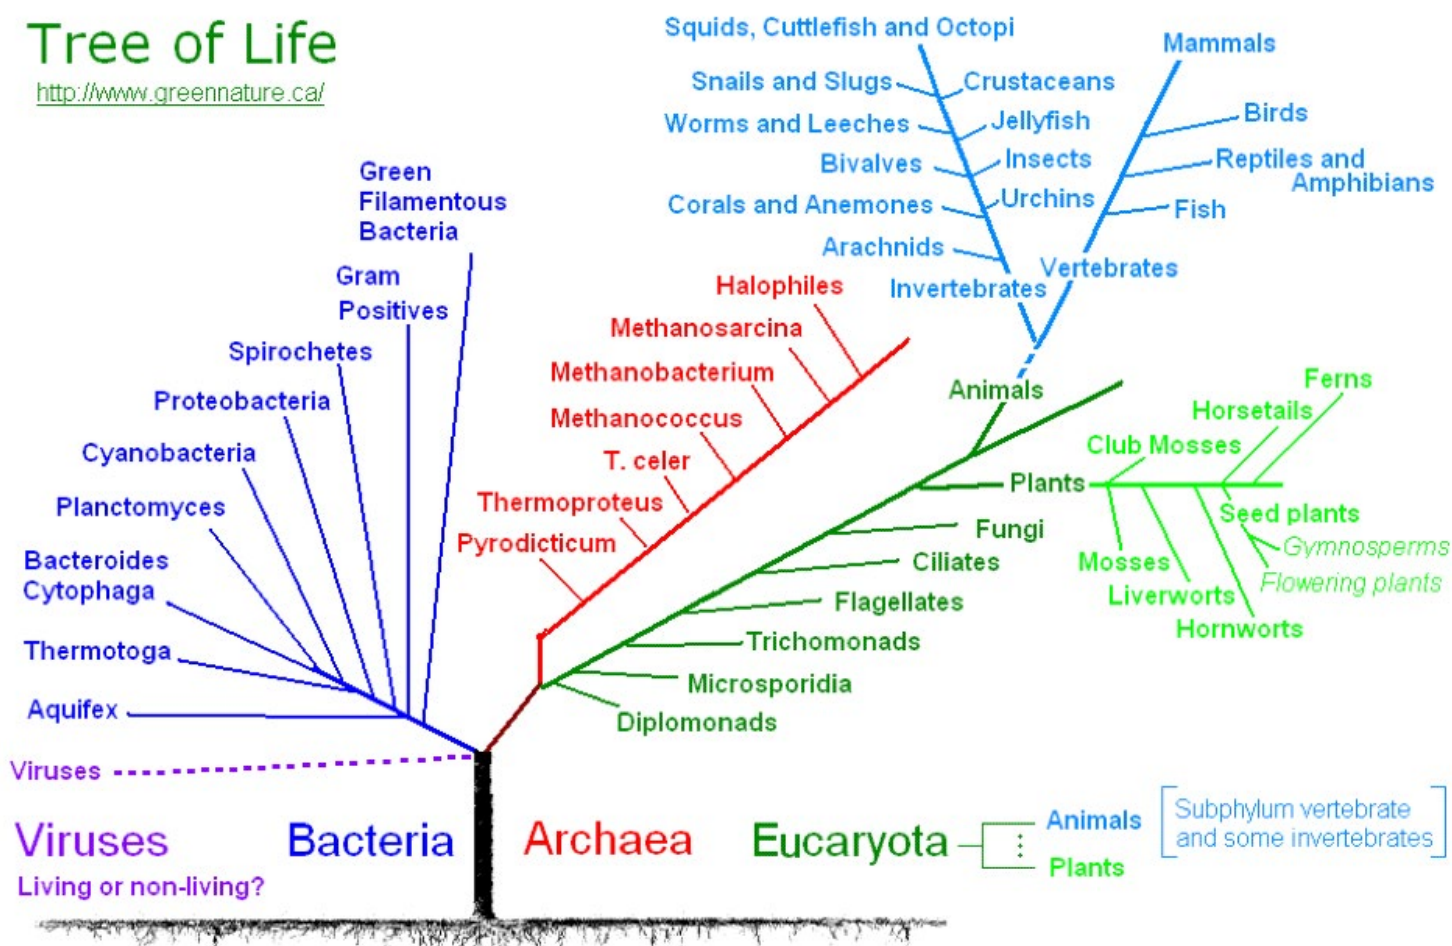 Tree of Life
http://www.greennature.ca/
Squids, Cuttlefish and Octopi
Mammals
Snails and Slugs
Crustaceans
Worms and Leeches
Jellyfish
Birds
Bivalves
Insects
Reptiles and
Amphibians
Corals and Anemones
Urchins
Fish
Arachnids
Invertebrates
Vertebrates
Green
Filamentous
Bacteria
Gram
Positives
Spirochetes
Proteobacteria
Cyanobacteria
Planctomyces
Bacteroides
Cytophaga
Thermotoga
Aquifex
Viruses
Halophiles
Methanosarcina
Methanobacterium
Methanococcus
T. celer
Thermoproteus
Pyrodicticum
Animals
Plants
Fungi
Ciliates
Flagellates
Trichomonads
Microsporidia
Diplomonads
Ferns
Horsetails
Club Mosses
Seed plants
Gymnosperms
Flowering plants
Mosses
Liverworts
Hornworts
Viruses
Living or non-living?
Bacteria
Archaea
Eucaryota
Animals
Plants
Subphylum vertebrate
and some invertebrates